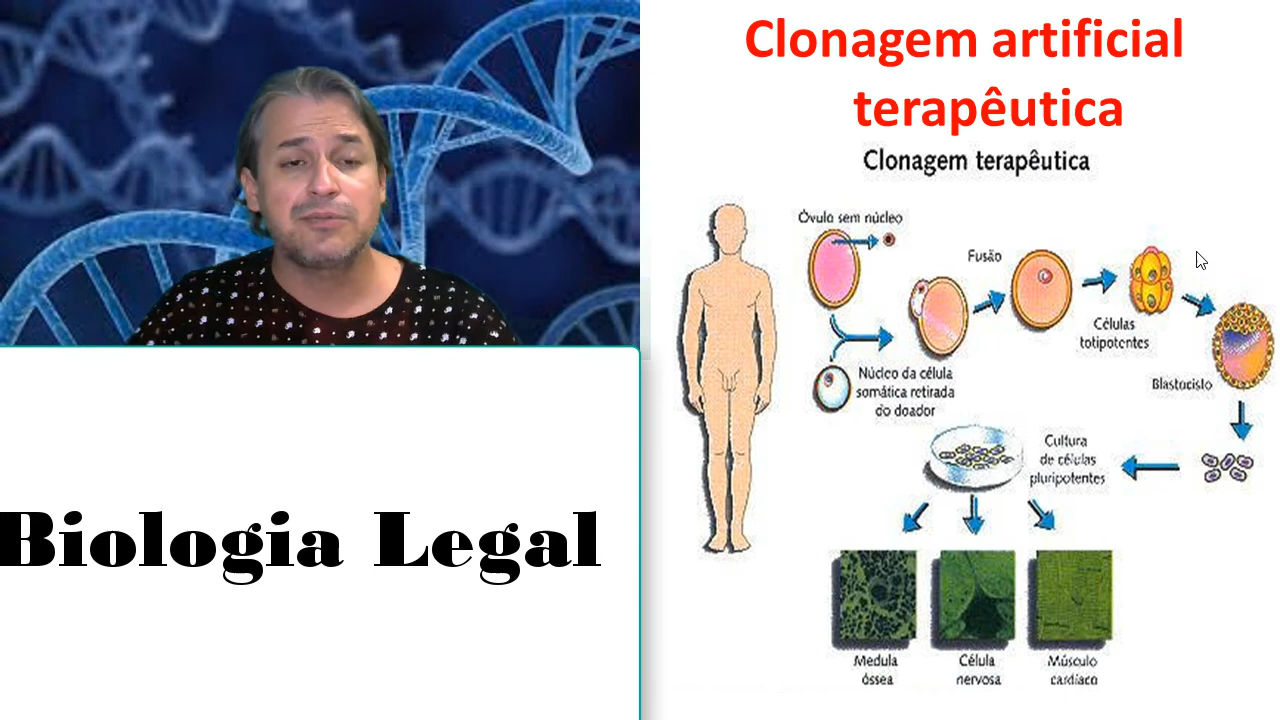 Clonagem artificial
terapêutica
Clonagem terapêutica
Óvulo sem núcleo
Fusão
Células
totipotentes
Núcleo da célula
somática retirada
do doador
Blastocisto
Cultura
de células
pluripotentes
Medula
óssea
Célula
nervosa
Músculo
cardíaco
Biologia Legal